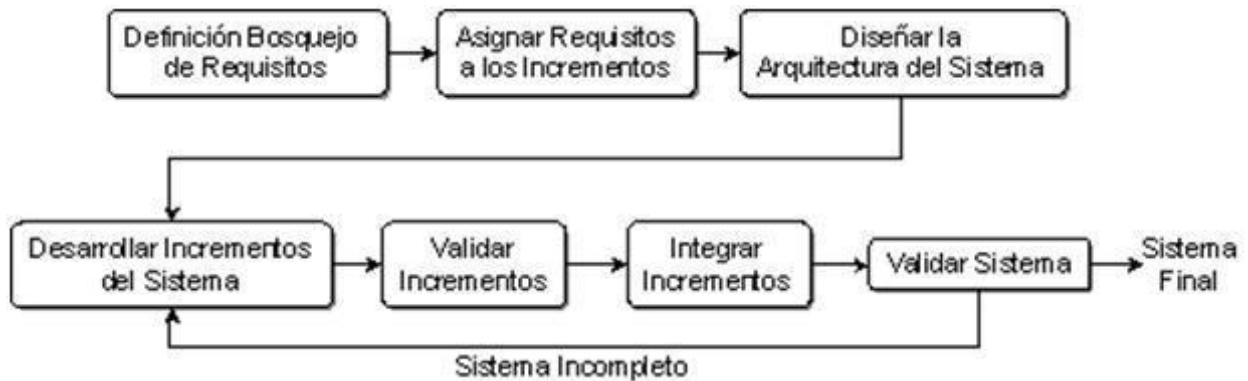 Definición Bosquejo
de Requisitos
Asignar Requisitos
a los Incrementos
Diseñar la
Arquitectura del Sistema
Desarrollar Incrementos
del Sistema
Validar
Incrementos
Integrar
Incrementos
Validar Sistema
Sistema
Final
Sistema Incompleto